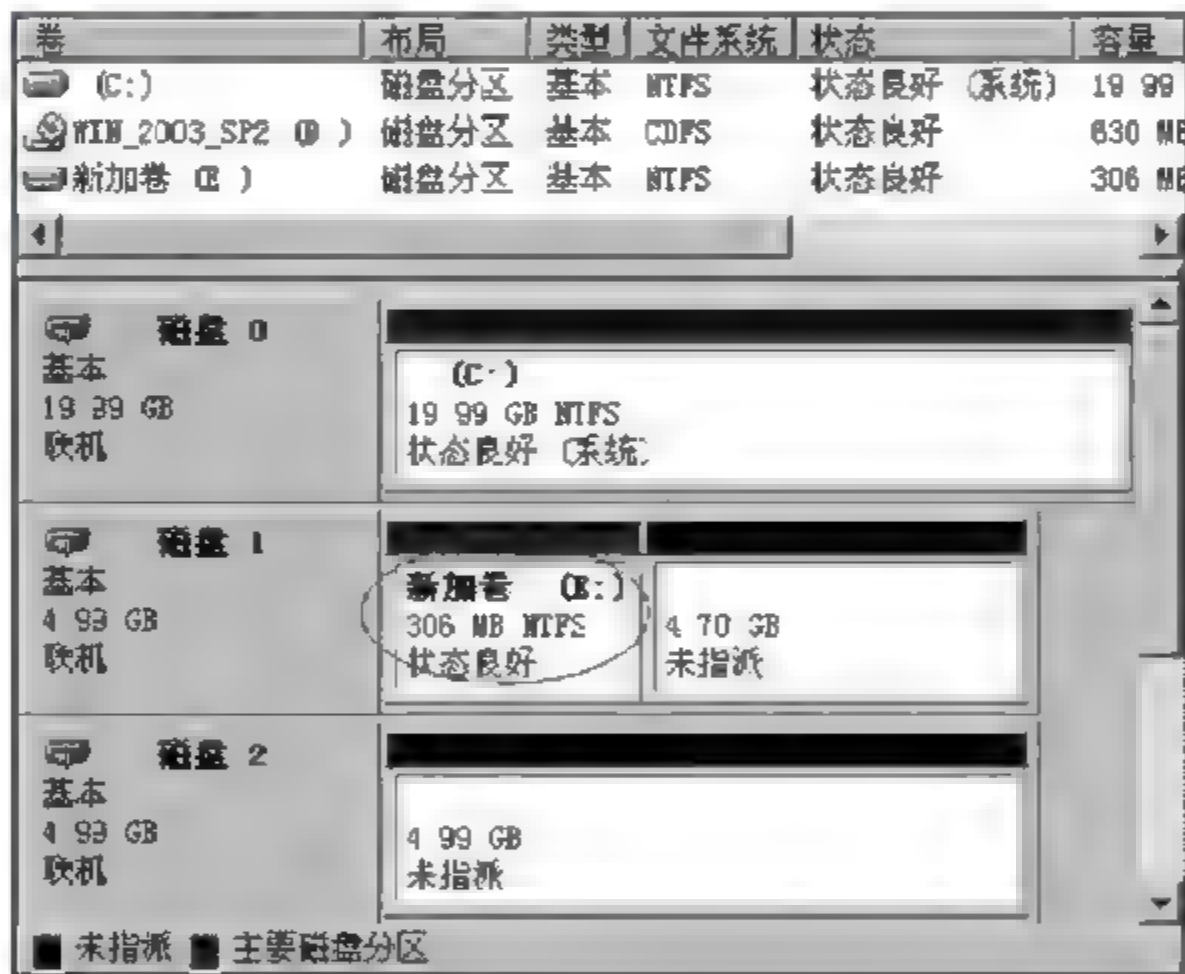 卷 布局 类型 文件系统 状态 容量
(C:) 磁盘分区 基本 NTFS 状态良好 (系统) 19 99
WIN_2003_SP2 (D ) 磁盘分区 基本 CDFS 状态良好 630 MB
新加卷 (E ) 磁盘分区 基本 NTFS 状态良好 306 MB
磁盘 0
基本
19 99 GB
联机
(C:)
19 99 GB NTFS
状态良好 (系统)
磁盘 1
基本
4 99 GB
联机
新加卷 (E:)
306 MB NTFS
状态良好
4 70 GB
未指派
磁盘 2
基本
4 99 GB
联机
4 99 GB
未指派
未指派 主要磁盘分区